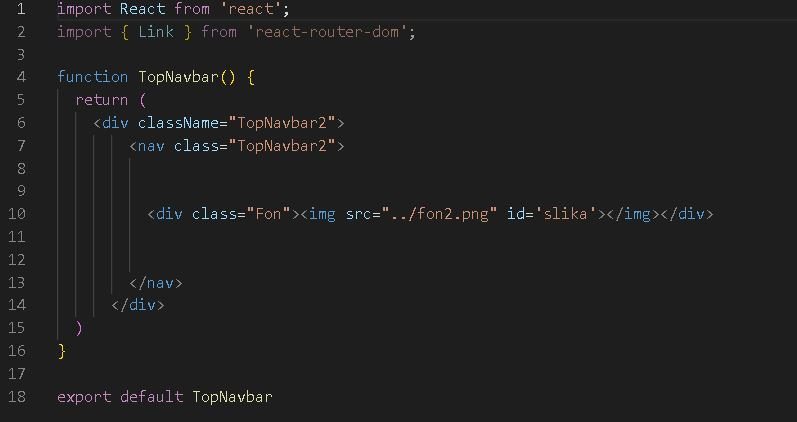 1 import React from 'react';
2 import { Link } from 'react-router-dom';
3
4 function TopNavbar() {
5 return (
6 <div className="TopNavbar2">
7 <nav class="TopNavbar2">
8
9
10 <div class="Fon"><img src="../fon2.png" id='slika'></img></div>
11
12
13 </nav>
14 </div>
15 )
16 }
17
18 export default TopNavbar